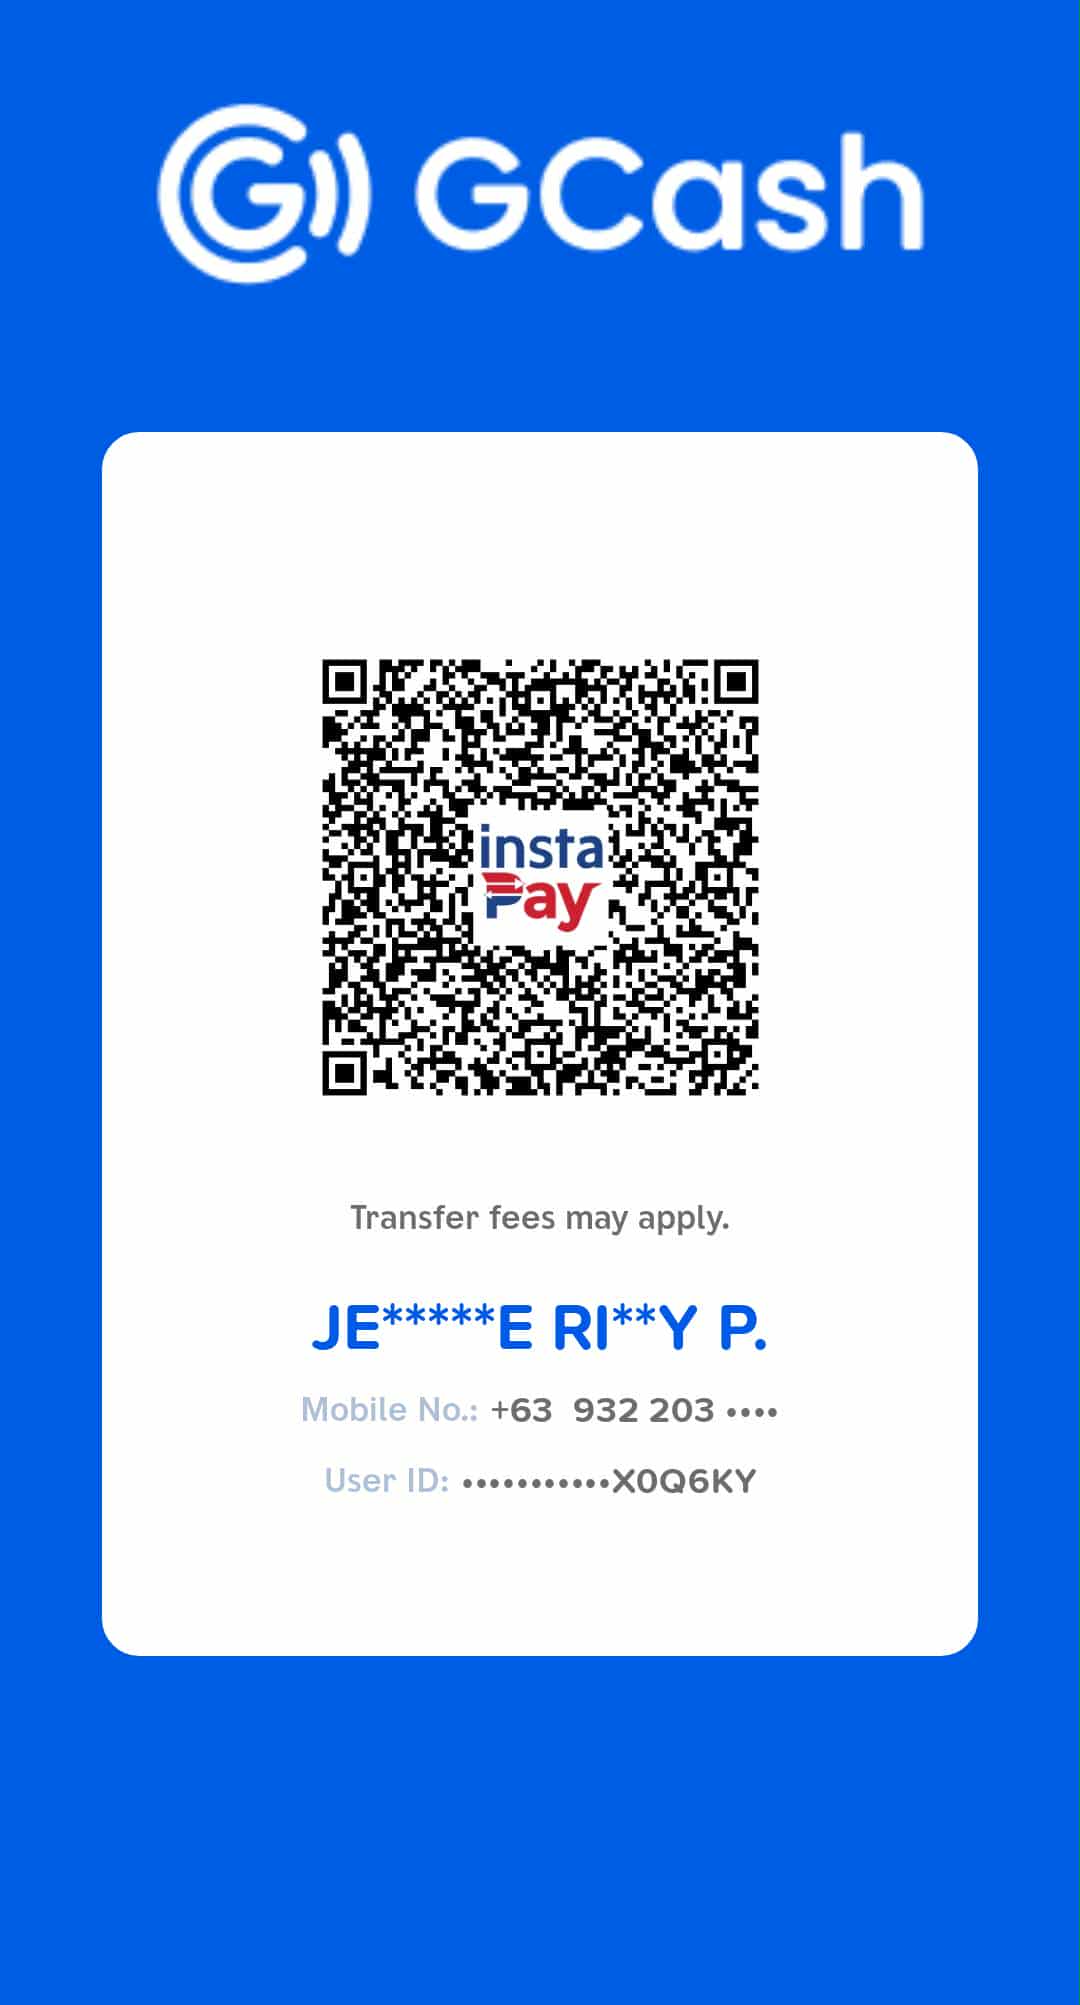 GCash
insta
Pay
Transfer fees may apply.
JE*****E RI**Y P.
Mobile No.: +63 932 203 ••••
User ID: •••••••••••X0Q6KY